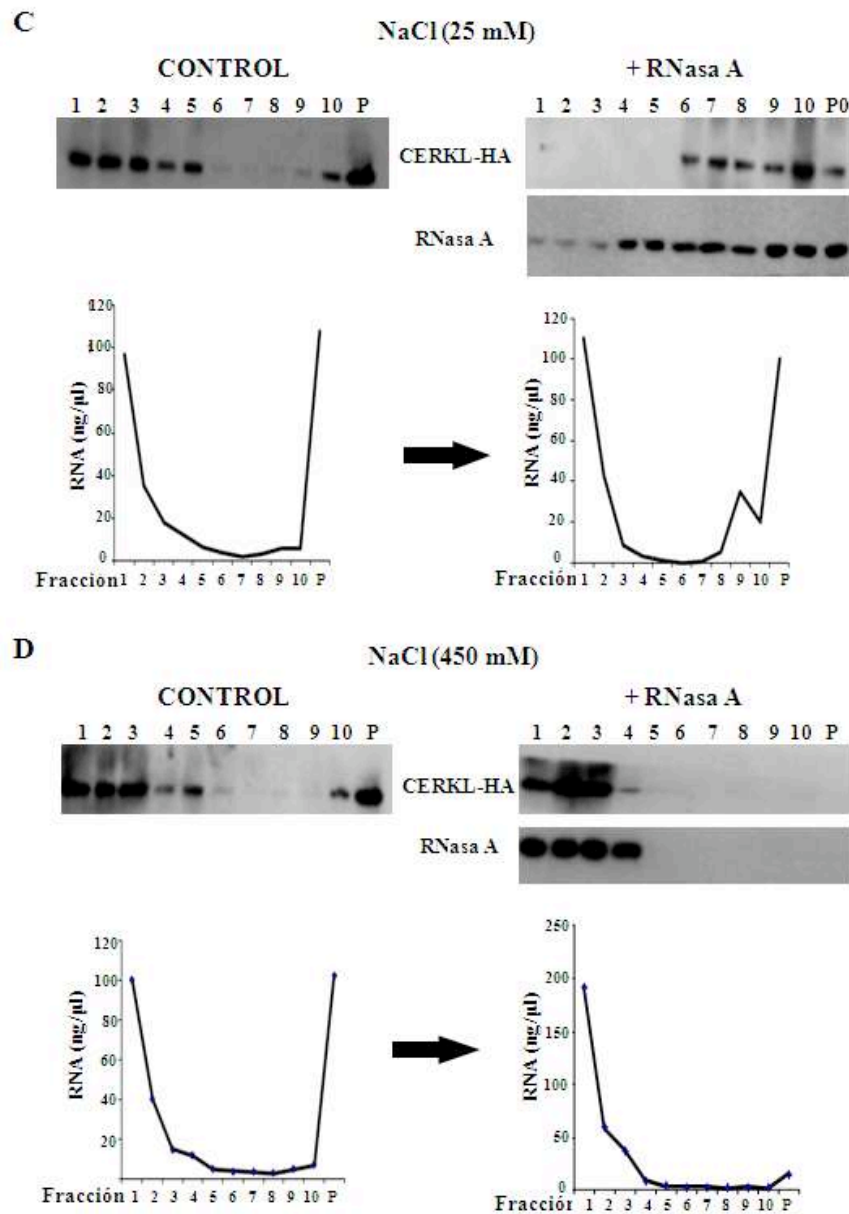 C
NaCl (25 mM)
CONTROL
+ RNasa A
1 2 3 4 5 6 7 8 9 10 P
1 2 3 4 5 6 7 8 9 10 P0
CERKL-HA
RNasa A
RNA (ng/µl)
120
100
80
60
40
20
0
Fracción 1 2 3 4 5 6 7 8 9 10 P
RNA (ng/µl)
120
100
80
60
40
20
0
Fracción 1 2 3 4 5 6 7 8 9 10 P
D
NaCl (450 mM)
CONTROL
+ RNasa A
1 2 3 4 5 6 7 8 9 10 P
1 2 3 4 5 6 7 8 9 10 P
CERKL-HA
RNasa A
RNA (ng/µl)
120
100
80
60
40
20
Fracción 1 2 3 4 5 6 7 8 9 10 P
RNA (ng/µl)
250
200
150
100
50
0
Fracción 1 2 3 4 5 6 7 8 9 10 P